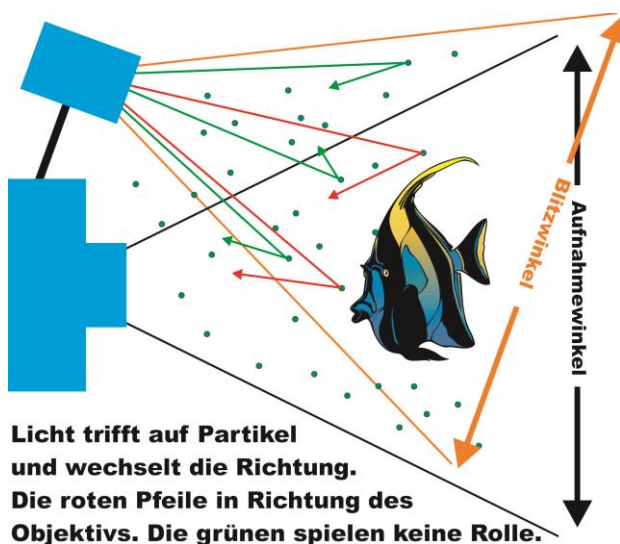 Blitzwinkel
Aufnahmewinkel
Licht trifft auf Partikel
und wechselt die Richtung.
Die roten Pfeile in Richtung des
Objektivs. Die grünen spielen keine Rolle.